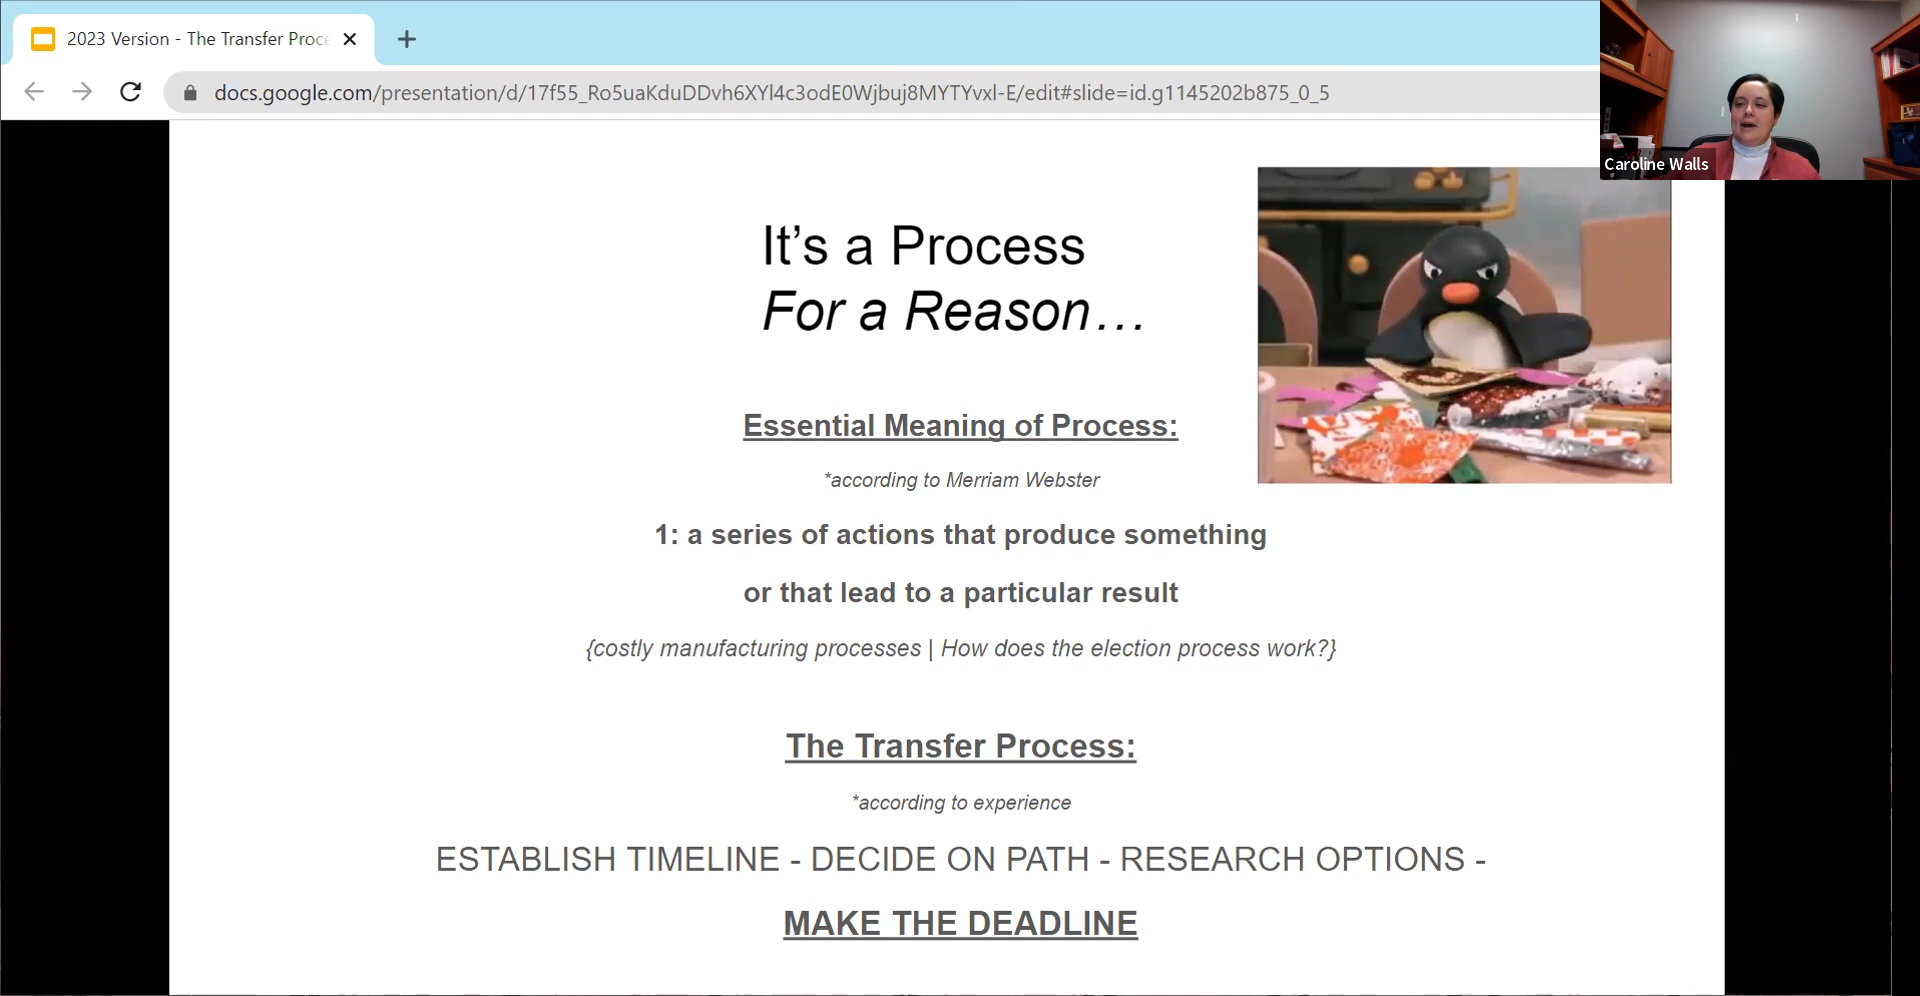 2023 Version - The Transfer Proce
docs.google.com/presentation/d/17f55_Ro5uaKduDDvh6XYl4c3odE0Wjbuj8MYTYvxl-E/edit#slide=id.g1145202b875_0_5
Caroline Walls
It's a Process
For a Reason…
Essential Meaning of Process:
*according to Merriam Webster
1: a series of actions that produce something
or that lead to a particular result
{costly manufacturing processes | How does the election process work?}
The Transfer Process:
*according to experience
ESTABLISH TIMELINE - DECIDE ON PATH - RESEARCH OPTIONS -
MAKE THE DEADLINE